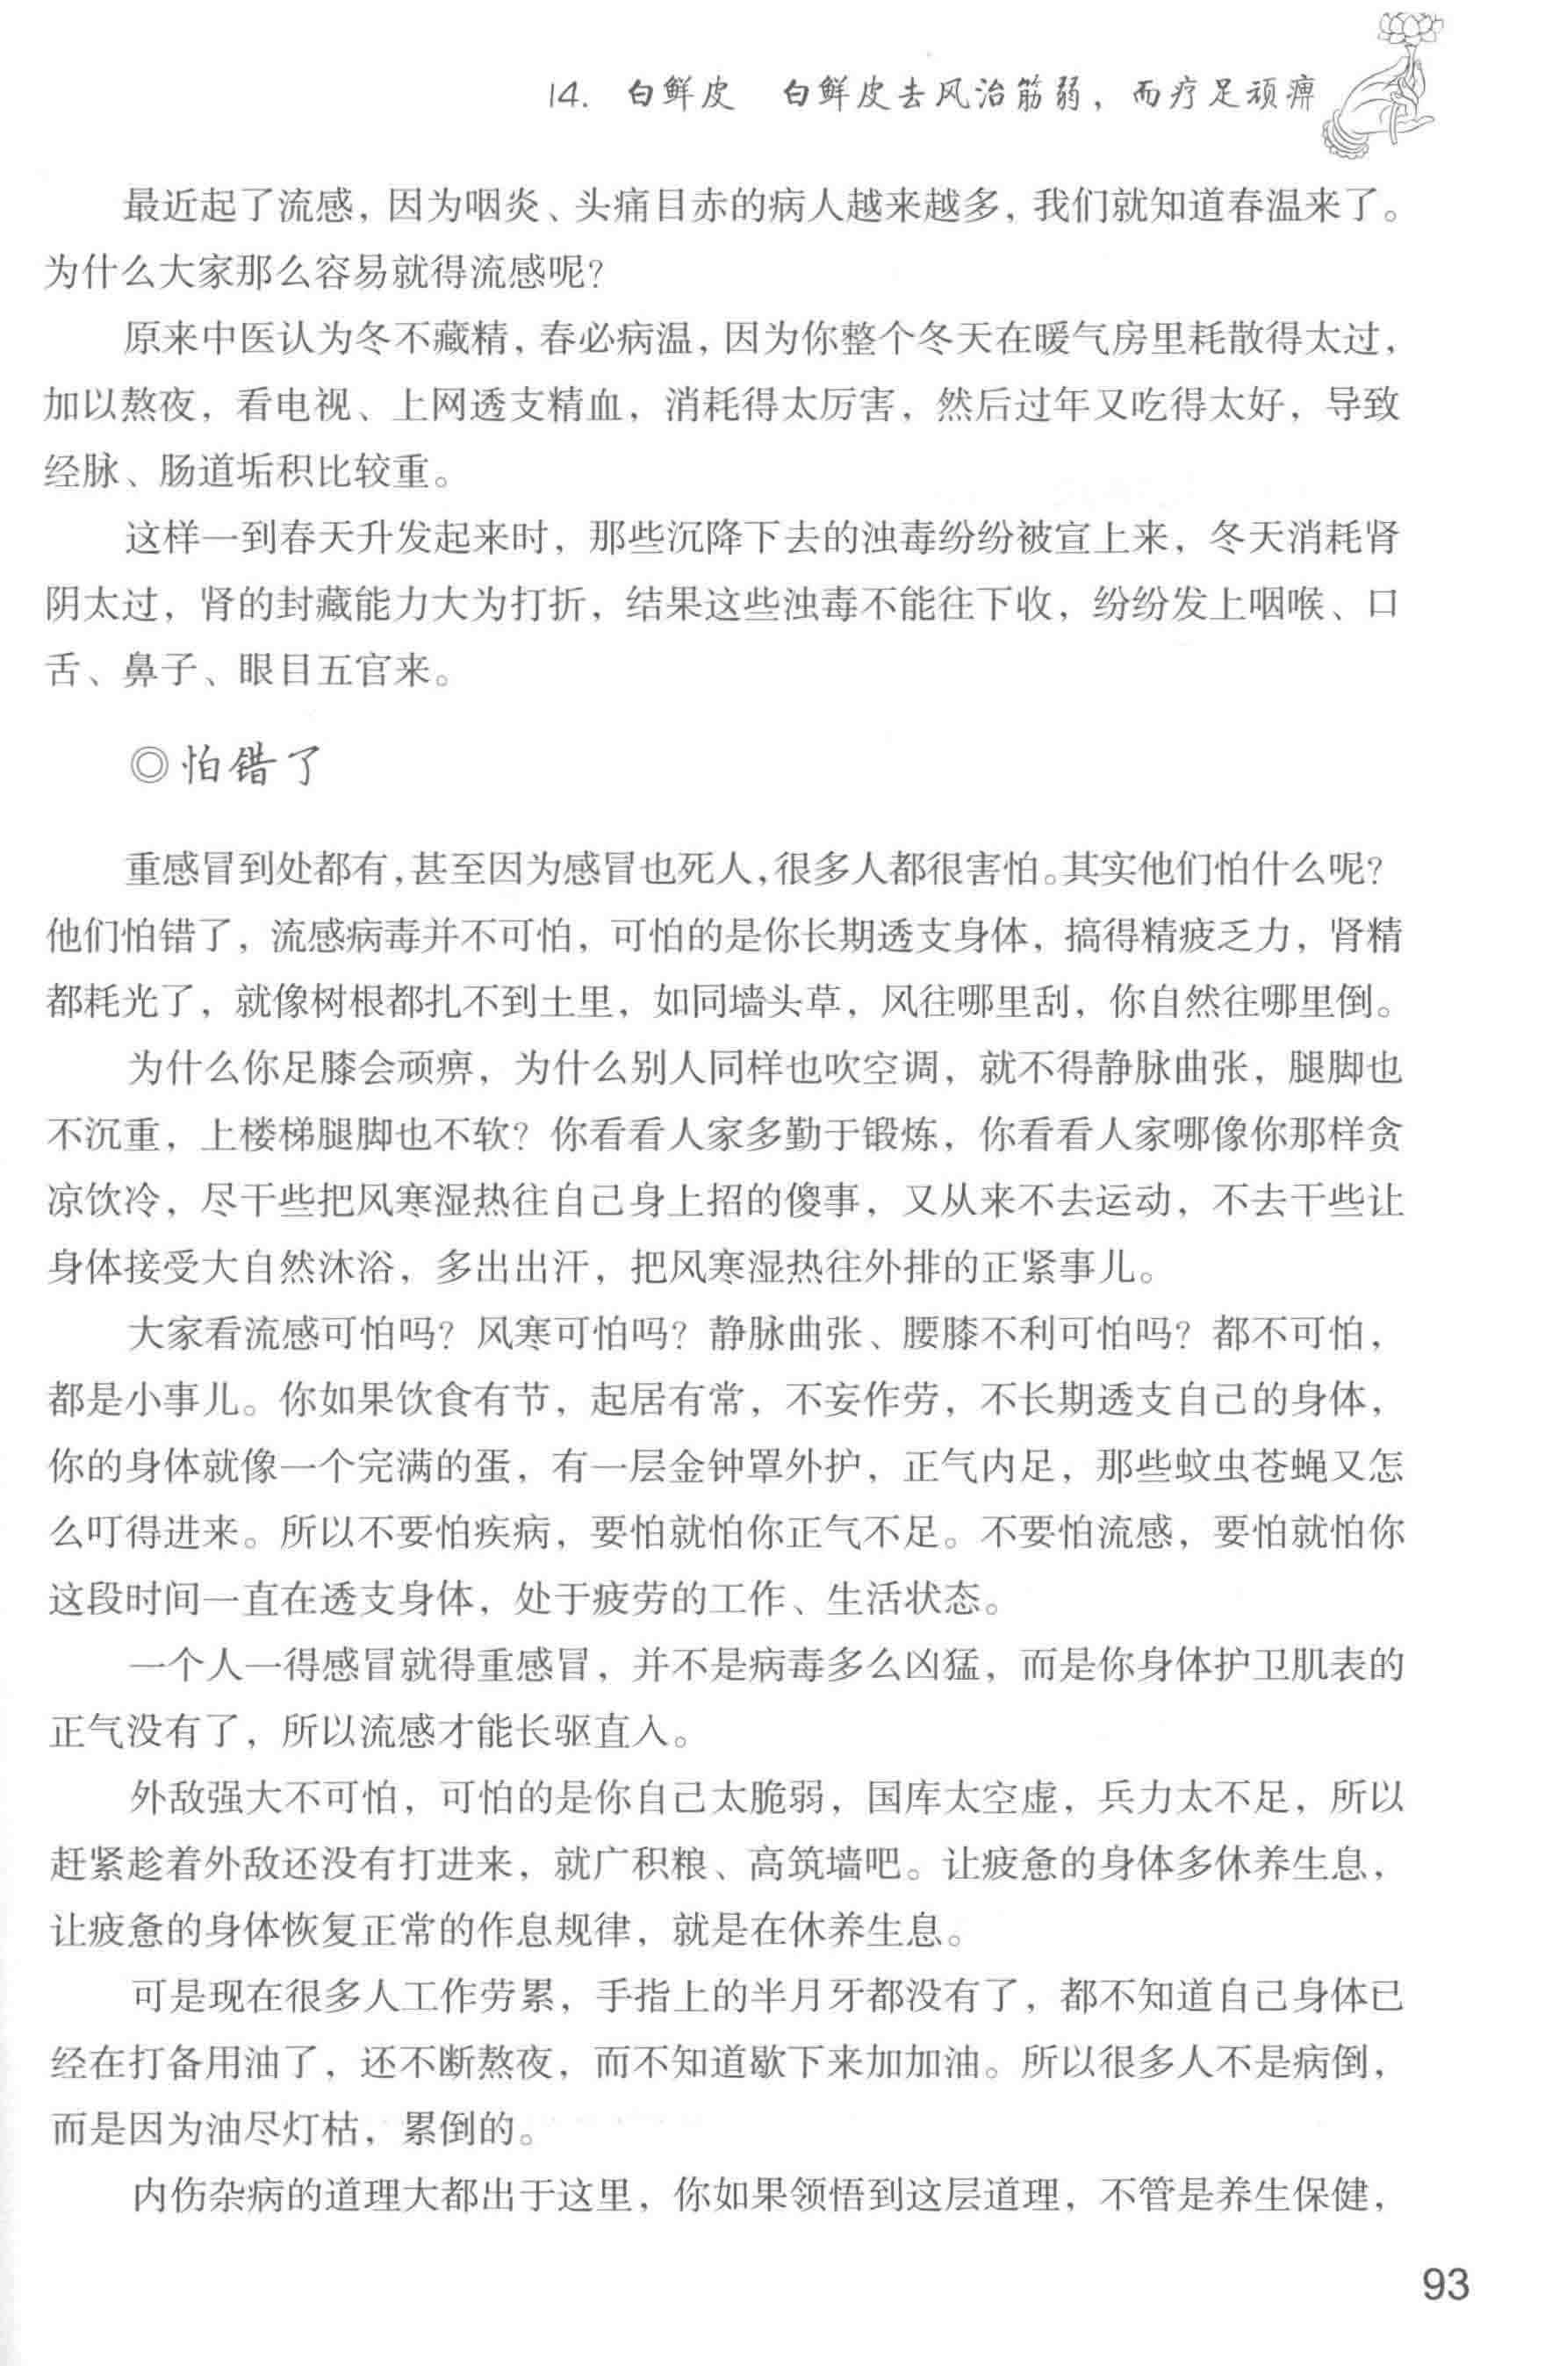 14. 白鲜皮 白鲜皮去风治筋弱，而疗足顽痹
最近起了流感，因为咽炎、头痛目赤的病人越来越多，我们就知道春温来了。
为什么大家那么容易就得流感呢？
原来中医认为冬不藏精，春必病温，因为你整个冬天在暖气房里耗散得太过，
加以熬夜，看电视、上网透支精血，消耗得太厉害，然后过年又吃得太好，导致
经脉、肠道垢积比较重。
这样一到春天升发起来时，那些沉降下去的浊毒纷纷被宣上来，冬天消耗肾
阴太过，肾的封藏能力大为打折，结果这些浊毒不能往下收，纷纷发上咽喉、口
舌、鼻子、眼目五官来。
◎怕错了
重感冒到处都有，甚至因为感冒也死人，很多人都很害怕。其实他们怕什么呢？
他们怕错了，流感病毒并不可怕，可怕的是你长期透支身体，搞得精疲乏力，肾精
都耗光了，就像树根都扎不到土里，如同墙头草，风往哪里刮，你自然往哪里倒。
为什么你足膝会顽痹，为什么别人同样也吹空调，就不得静脉曲张，腿脚也
不沉重，上楼梯腿脚也不软？你看看人家多勤于锻炼，你看看人家哪像你那样贪
凉饮冷，尽干些把风寒湿热往自己身上招的傻事，又从来不去运动，不去干些让
身体接受大自然沐浴，多出出汗，把风寒湿热往外排的正紧事儿。
大家看流感可怕吗？风寒可怕吗？静脉曲张、腰膝不利可怕吗？都不可怕，
都是小事儿。你如果饮食有节，起居有常，不妄作劳，不长期透支自己的身体，
你的身体就像一个完满的蛋，有一层金钟罩外护，正气内足，那些蚊虫苍蝇又怎
么叮得进来。所以不要怕疾病，要怕就怕你正气不足。不要怕流感，要怕就怕你
这段时间一直在透支身体，处于疲劳的工作、生活状态。
一个人一得感冒就得重感冒，并不是病毒多么凶猛，而是你身体护卫肌表的
正气没有了，所以流感才能长驱直入。
外敌强大不可怕，可怕的是你自己太脆弱，国库太空虚，兵力太不足，所以
赶紧趁着外敌还没有打进来，就广积粮、高筑墙吧。让疲惫的身体多休养生息，
让疲惫的身体恢复正常的作息规律，就是在休养生息。
可是现在很多人工作劳累，手指上的半月牙都没有了，都不知道自己身体已
经在打备用油了，还不断熬夜，而不知道歇下来加加油。所以很多人不是病倒，
而是因为油尽灯枯，累倒的。
内伤杂病的道理大都出于这里，你如果领悟到这层道理，不管是养生保健，
93